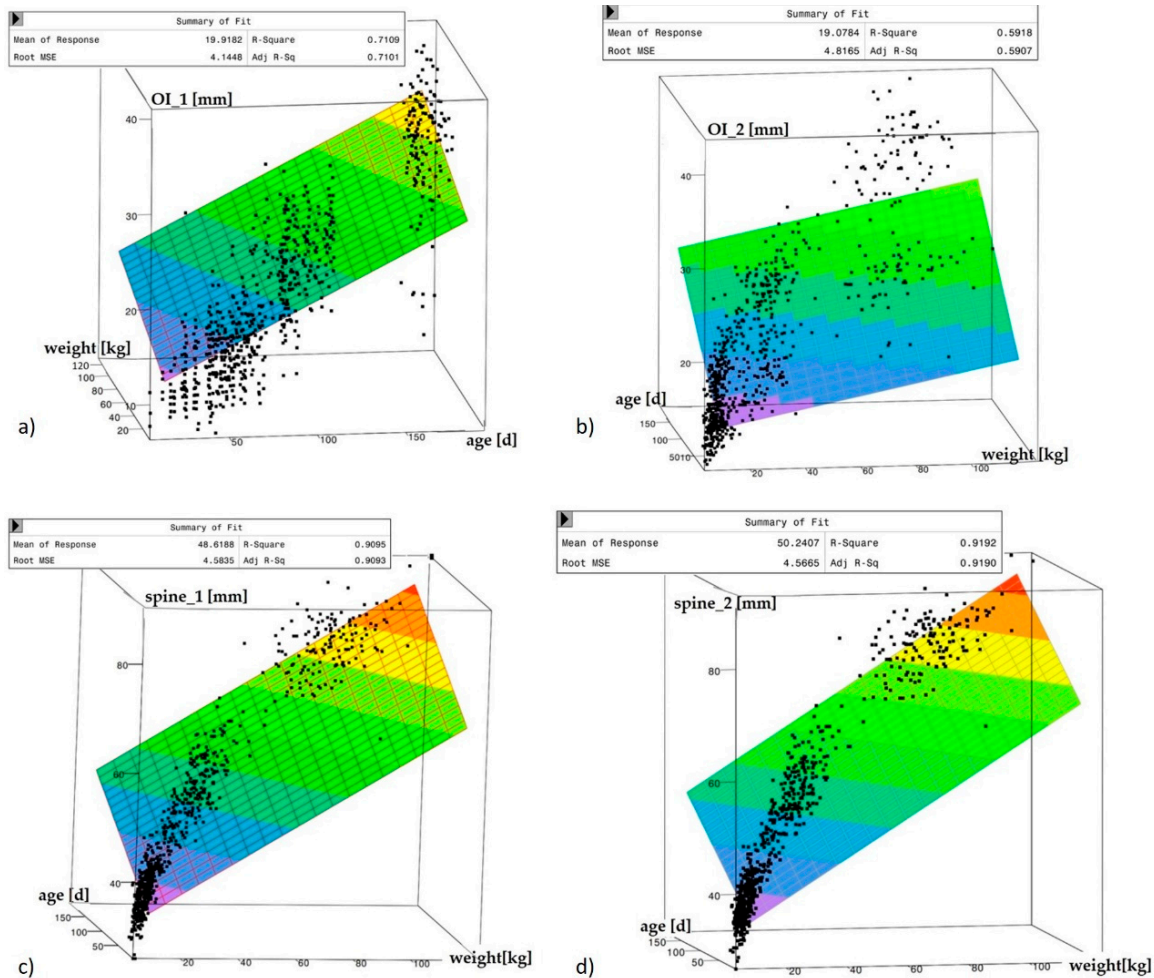 Summary of Fit
Mean of Response 19.9182 R-Square 0.7109
Root MSE 4.1448 Adj R-Sq 0.7101
OI_1 [mm]
40
30
20
10
weight [kg]
120
100
80
60
40
20
50
100
150
age [d]
a)
Summary of Fit
Mean of Response 19.0784 R-Square 0.5918
Root MSE 4.8165 Adj R-Sq 0.5907
OI_2 [mm]
40
30
20
age [d]
150
100
5010
20
40
60
80
100
weight [kg]
b)
Summary of Fit
Mean of Response 48.6188 R-Square 0.9095
Root MSE 4.5835 Adj R-Sq 0.9093
spine_1 [mm]
80
60
40
age [d]
150
100
50
20
40
60
80
100
weight[kg]
c)
Summary of Fit
Mean of Response 50.2407 R-Square 0.9192
Root MSE 4.5665 Adj R-Sq 0.9190
spine_2 [mm]
80
60
40
age [d]
150
100
50
20
40
60
80
100
weight[kg]
d)